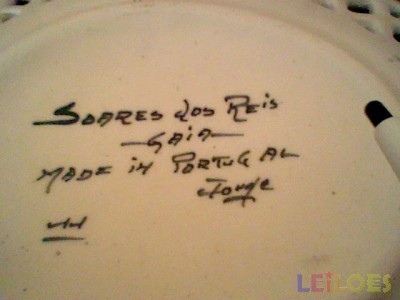 SOARES DOS REIS
GAIA
MADE IN PORTUGAL
Jorge
LEiLOES